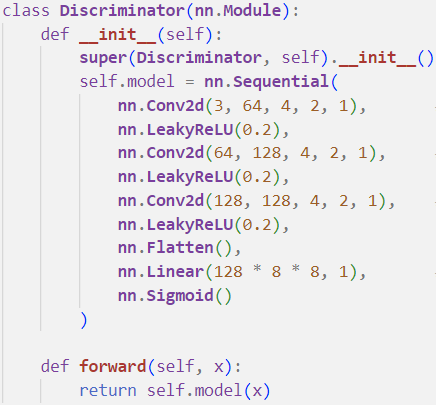 class Discriminator(nn.Module):
    def __init__(self):
        super(Discriminator, self).__init__()
        self.model = nn.Sequential(
            nn.Conv2d(3, 64, 4, 2, 1),
            nn.LeakyReLU(0.2),
            nn.Conv2d(64, 128, 4, 2, 1),
            nn.LeakyReLU(0.2),
            nn.Conv2d(128, 128, 4, 2, 1),
            nn.LeakyReLU(0.2),
            nn.Flatten(),
            nn.Linear(128 * 8 * 8, 1),
            nn.Sigmoid()
        )
    def forward(self, x):
        return self.model(x)